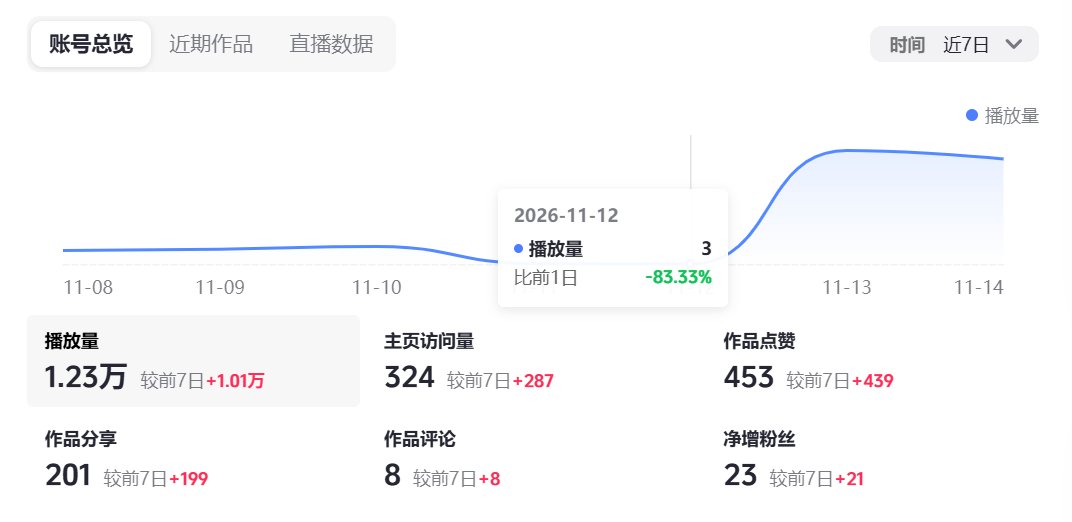 账号总览 近期作品 直播数据 时间 近7日
播放量
2026-11-12
播放量 3
比前1日 -83.33%
11-08 11-09 11-10 11-13 11-14
播放量 主页访问量 作品点赞
1.23万 较前7日+1.01万 324 较前7日+287 453 较前7日+439
作品分享 作品评论 净增粉丝
201 较前7日+199 8 较前7日+8 23 较前7日+21